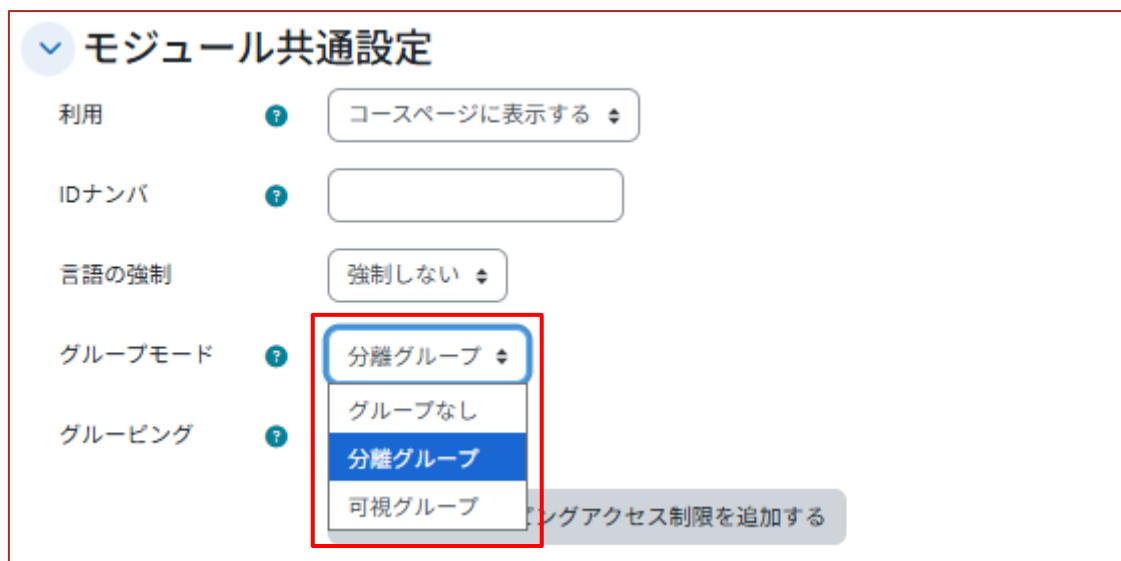 モジュール共通設定
利用 ? コースページに表示する
IDナンバ ?
言語の強制 強制しない
グループモード ? 分離グループ
グループなし
グルーピング ?
分離グループ
可視グループ
ングアクセス制限を追加する